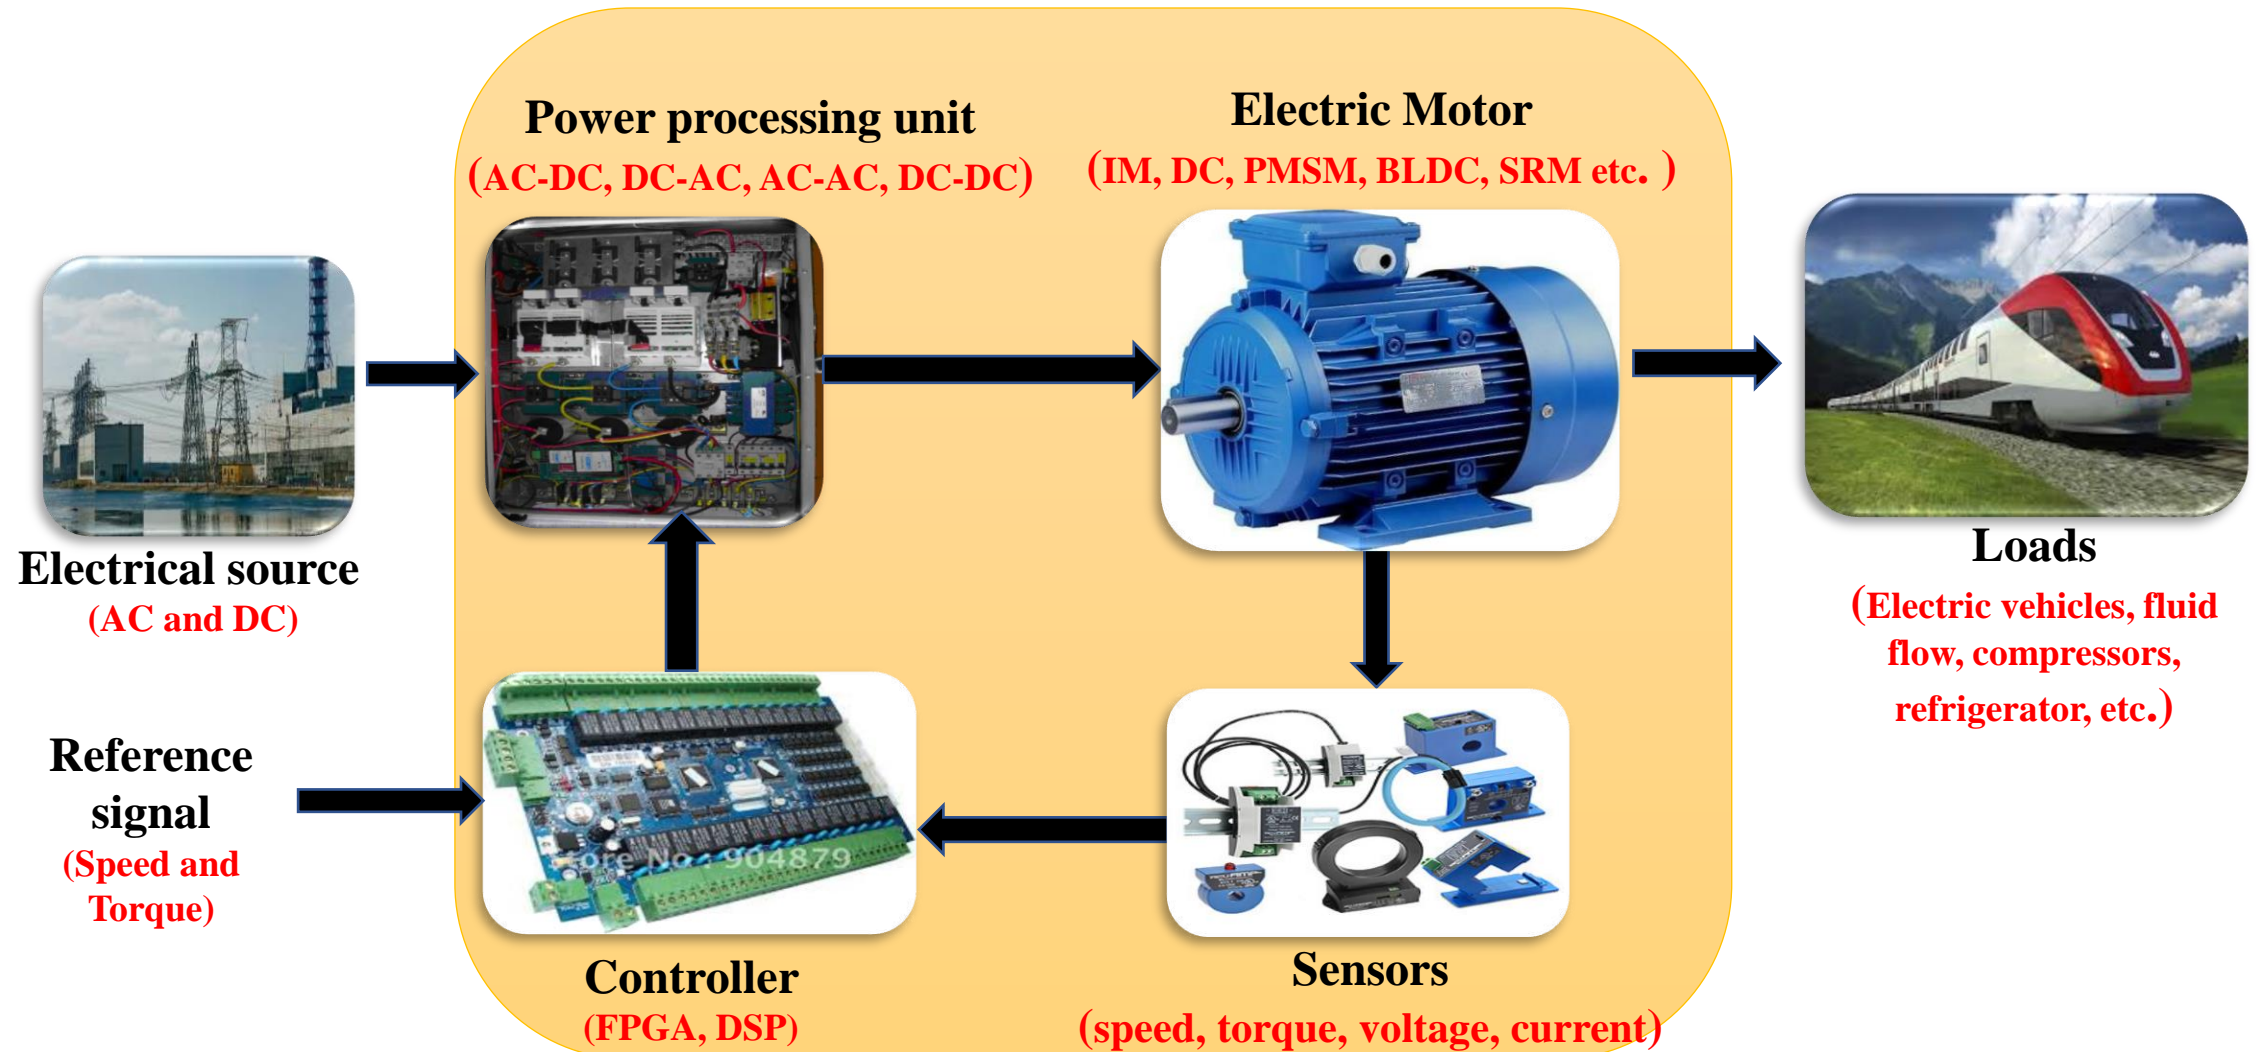 Power processing unit
(AC-DC, DC-AC, AC-AC, DC-DC)
Electric Motor
(IM, DC, PMSM, BLDC, SRM etc. )
Electrical source
(AC and DC)
Loads
(Electric vehicles, fluid
flow, compressors,
refrigerator, etc.)
Reference
signal
(Speed and
Torque)
Controller
(FPGA, DSP)
Sensors
(speed, torque, voltage, current)
904879